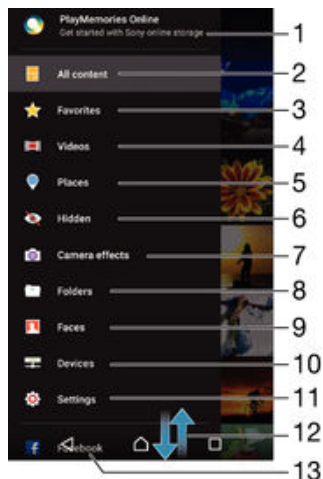 PlayMemories Online
1
Get started with Sony online storage
All content
2
Favorites
3
Videos
4
Places
5
Hidden
6
Camera effects
7
Folders
8
Faces
9
Devices
10
Settings
11
12
Facebook
13